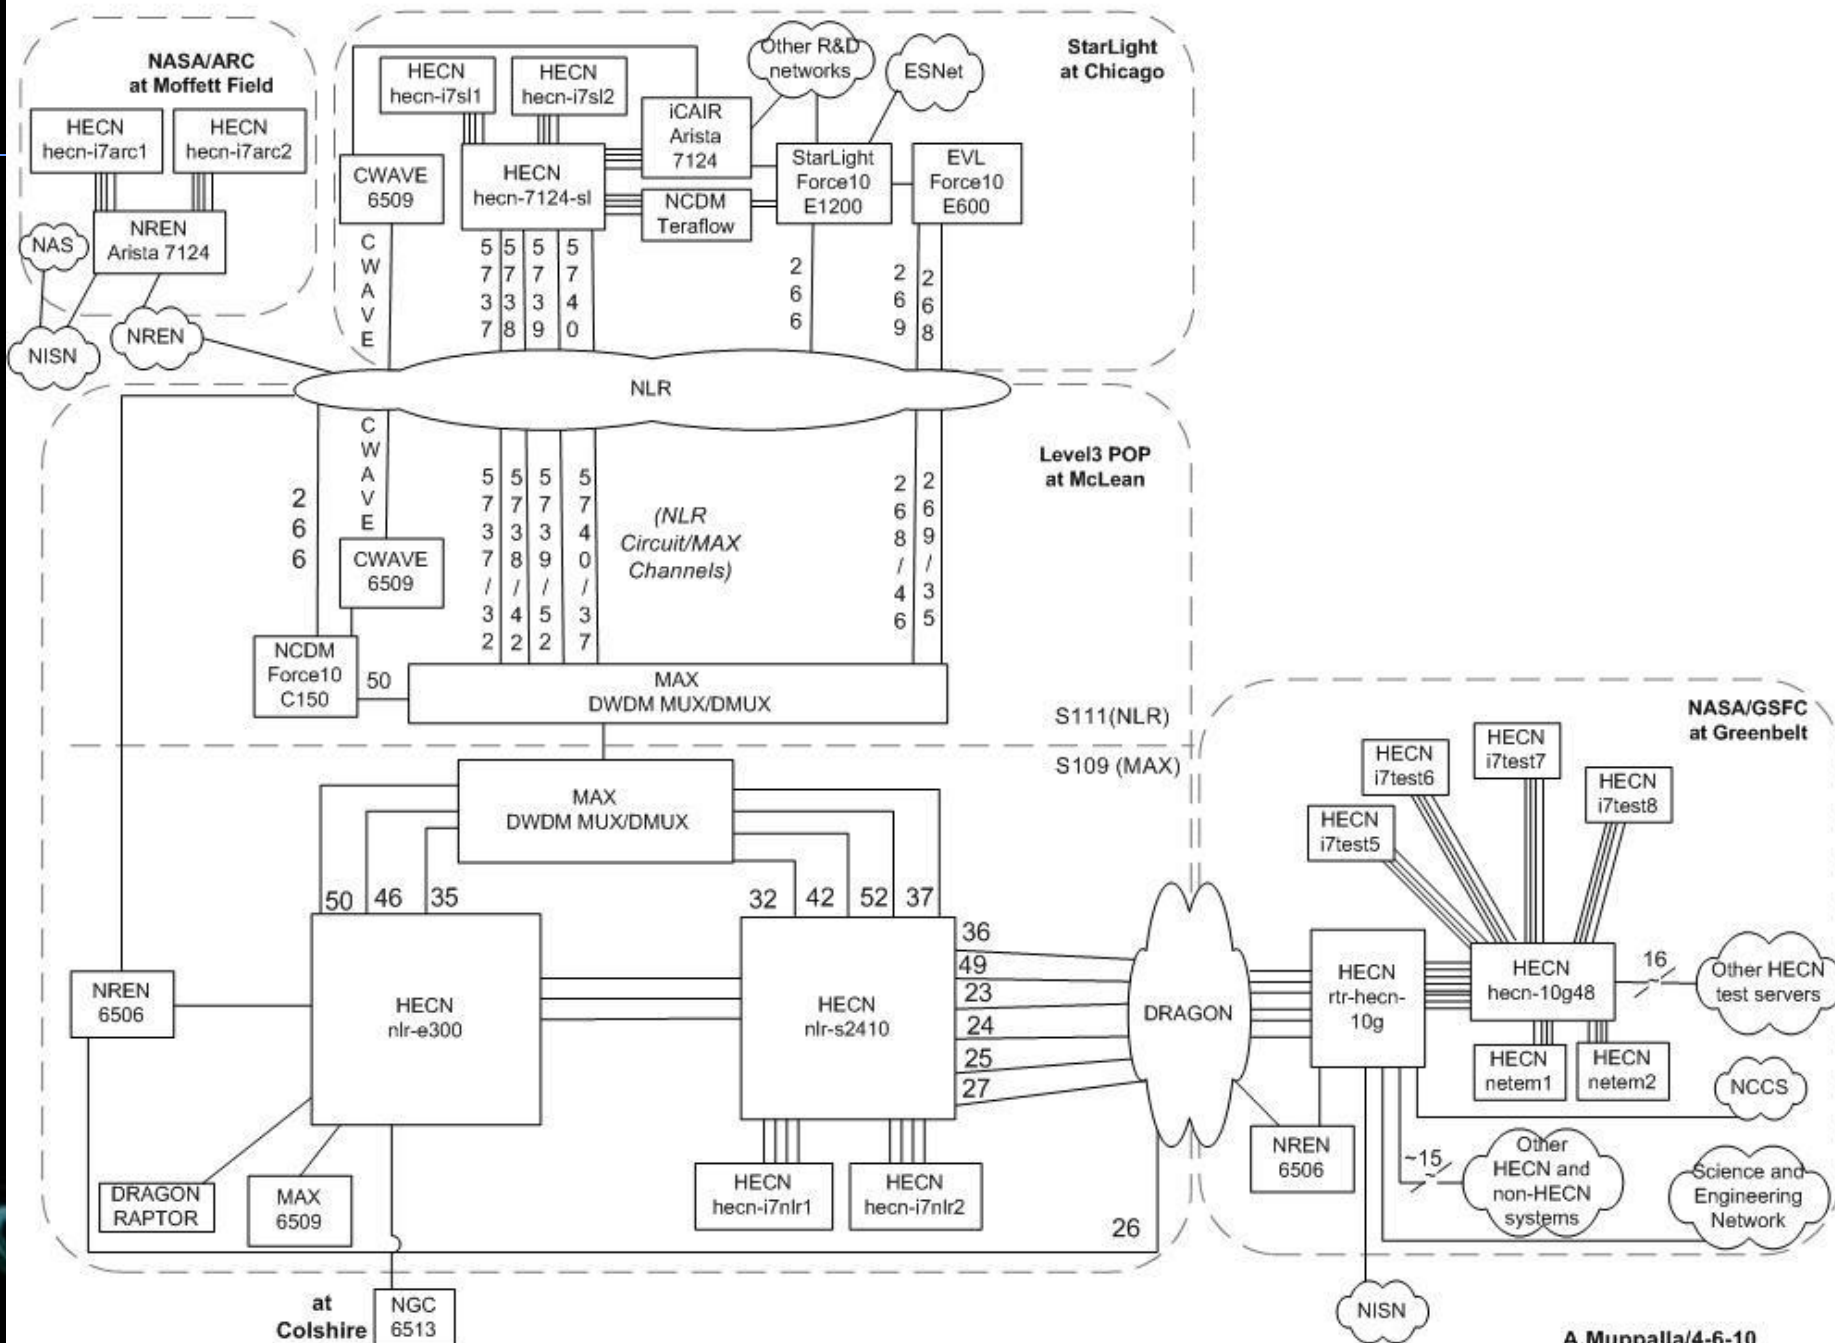 NASA/ARC
at Moffett Field
HECN
hecn-i7arc1
HECN
hecn-i7arc2
NREN
Arista 7124
NAS
NISN
NREN
StarLight
at Chicago
HECN
hecn-i7sl1
HECN
hecn-i7sl2
Other R&D
networks
ESNet
iCAIR
Arista
7124
CWAVE
6509
HECN
hecn-7124-sl
NCDM
Teraflow
StarLight
Force10
E1200
EVL
Force10
E600
CWAVE
5737
5738
5739
5740
266
269
268
NLR
Level3 POP
at McLean
266
CWAVE
5737/32
5738/42
5739/52
5740/37
(NLR
Circuit/MAX
Channels)
268/46
269/35
CWAVE
6509
NCDM
Force10
C150
50
MAX
DWDM MUX/DMUX
S111(NLR)
S109 (MAX)
MAX
DWDM MUX/DMUX
50
46
35
32
42
52
37
NREN
6506
HECN
nlr-e300
HECN
nlr-s2410
36
49
23
24
25
27
DRAGON
DRAGON
RAPTOR
MAX
6509
HECN
hecn-i7nlr1
HECN
hecn-i7nlr2
26
at
Colshire
NGC
6513
NASA/GSFC
at Greenbelt
HECN
i7test5
HECN
i7test6
HECN
i7test7
HECN
i7test8
HECN
rtr-hecn-
10g
HECN
hecn-10g48
16
Other HECN
test servers
HECN
netem1
HECN
netem2
NCCS
NREN
6506
~15
Other
HECN and
non-HECN
systems
Science and
Engineering
Network
NISN
A.Muppalla/4-6-10